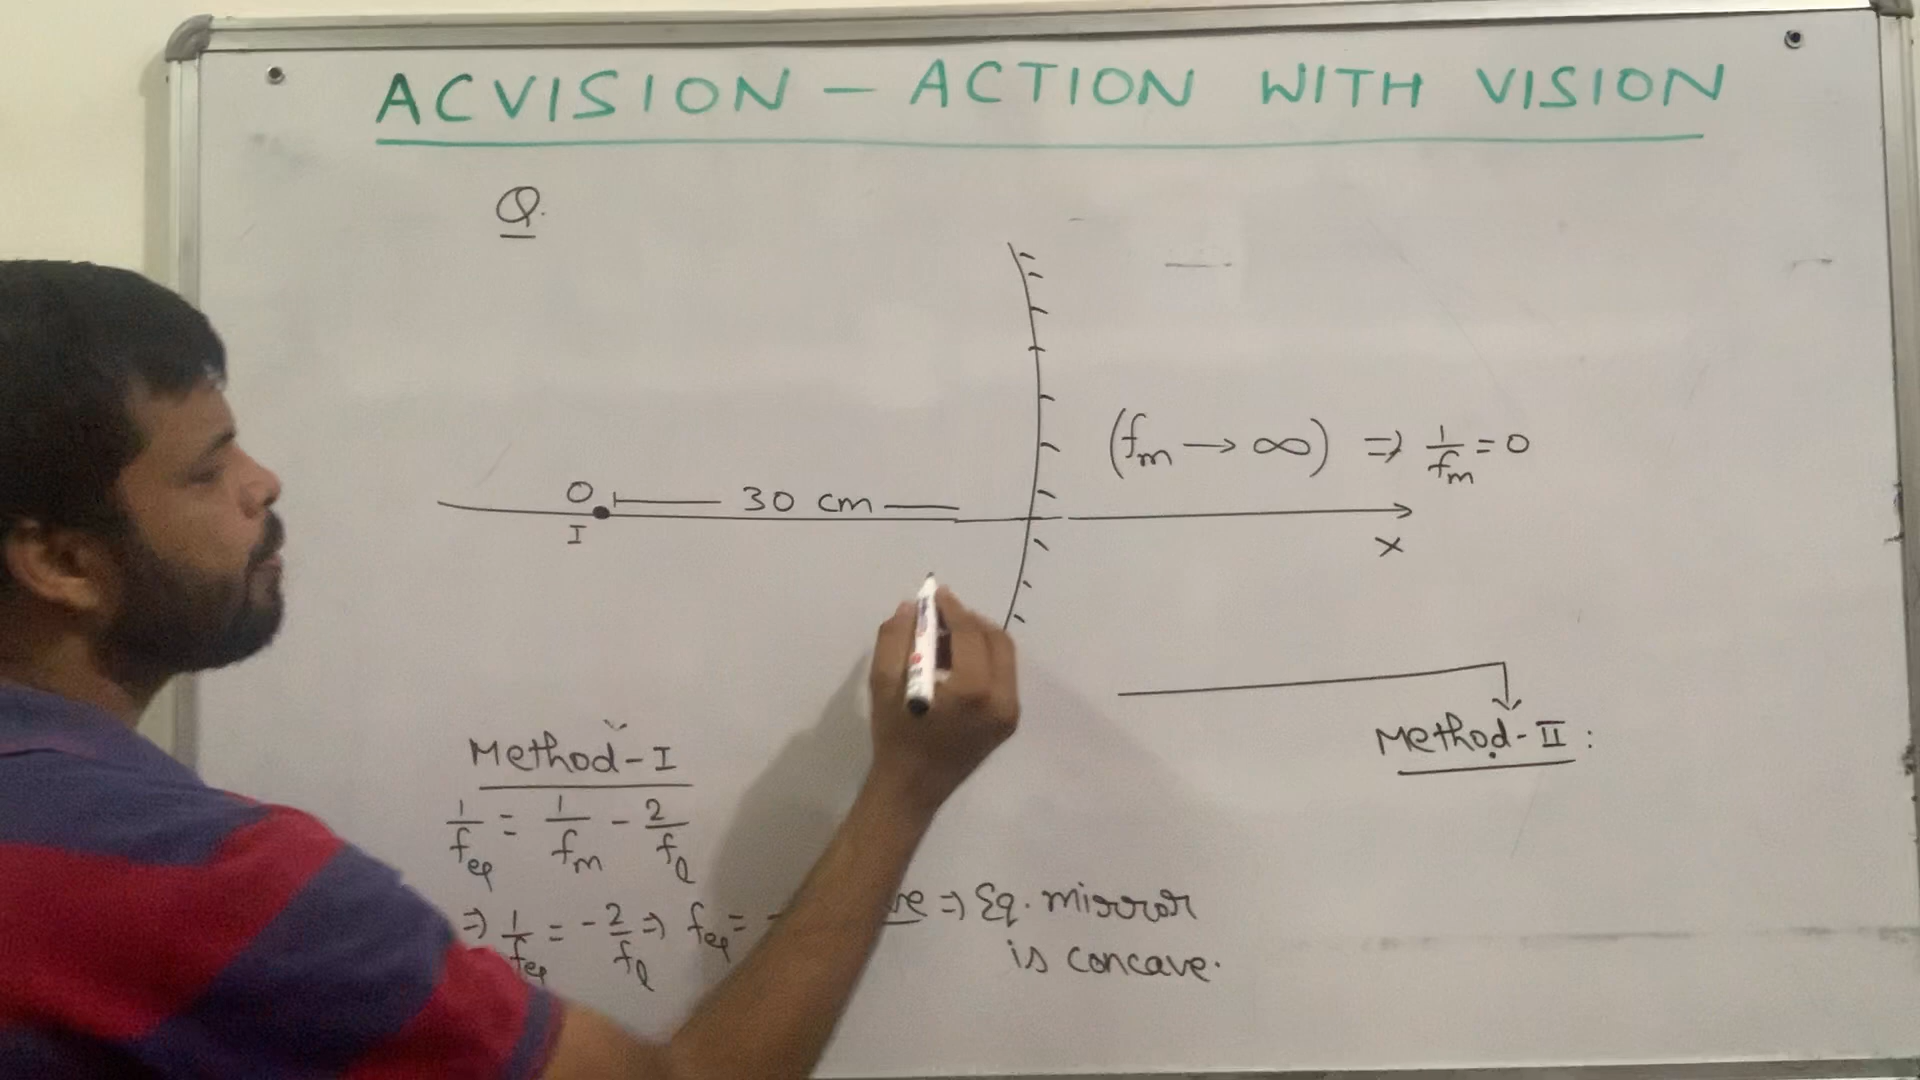 ACVISION - ACTION WITH VISION
Q.
(fm → ∞) ⇒ 1/fm = 0
O 30 cm
I
X
Method-II:
Method-I
1/feq = 1/fm - 2/fl
⇒ 1/feq = -2/fl ⇒ feq = - ve ⇒ Eq. mirror
is concave.